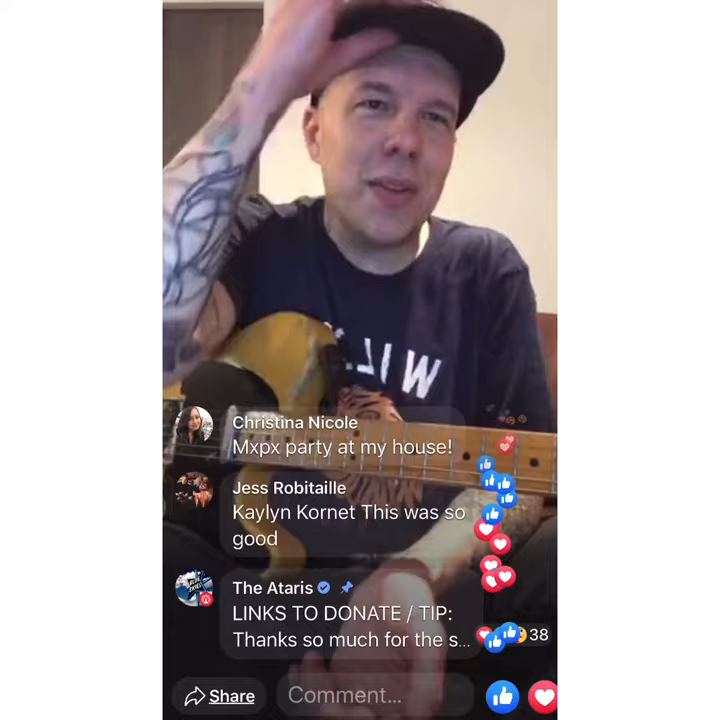 WILD
Christina Nicole
Mxpx party at my house!
Jess Robitaille
Kaylyn Kornet This was so
good
The Ataris
LINKS TO DONATE / TIP:
Thanks so much for the s...
38
Share
Comment...